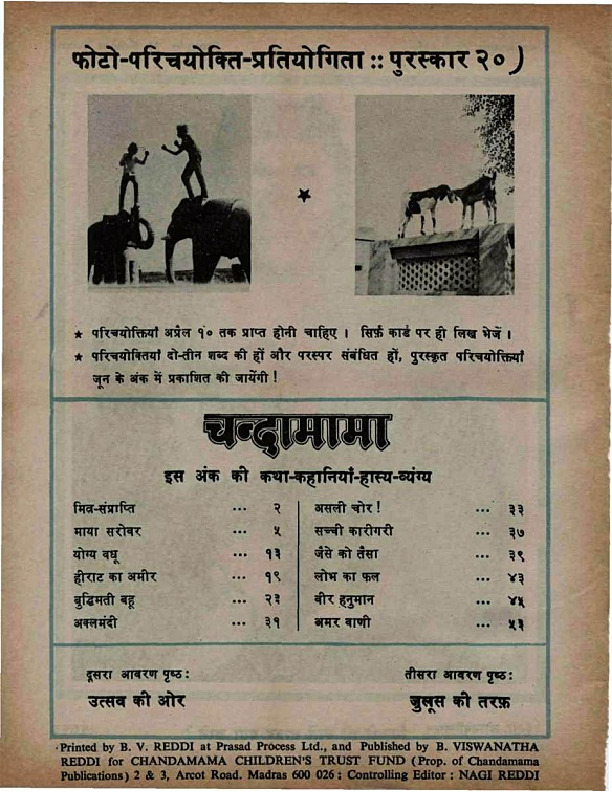 फोटो-परिचयोक्ति-प्रतियोगिता :: पुरस्कार २०)
★ परिचयोक्तियाँ अप्रैल १० तक प्राप्त होनी चाहिए । सिर्फ़ कार्ड पर ही लिख भेजें ।
★ परिचयोक्तियां दो-तीन शब्द की हों और परस्पर संबंधित हों, पुरस्कृत परिचयोक्तियाँ
जून के अंक में प्रकाशित की जायेंगी !
चन्दामामा
इस अंक की कथा-कहानियाँ-हास्य-व्यंग्य
मित्र-संप्राप्ति ... २
माया सरोवर ... ५
योग्य वधू ... १३
हीराट का अमीर ... १९
बुद्धिमती बहू ... २३
अक़्लमंदी ... ३१
असली चोर ! ... ३३
सच्ची कारीगरी ... ३७
जैसे को तैसा ... ३९
लोभ का फल ... ४३
वीर हनुमान ... ४५
अमर वाणी ... ५३
दूसरा आवरण पृष्ठ :
उत्सव की ओर
तीसरा आवरण पृष्ठ :
जुलूस की तरफ़
Printed by B. V. REDDI at Prasad Process Ltd., and Published by B. VISWANATHA
REDDI for CHANDAMAMA CHILDREN'S TRUST FUND (Prop. of Chandamama
Publications) 2 & 3, Arcot Road. Madras 600 026 ; Controlling Editor : NAGI REDDI